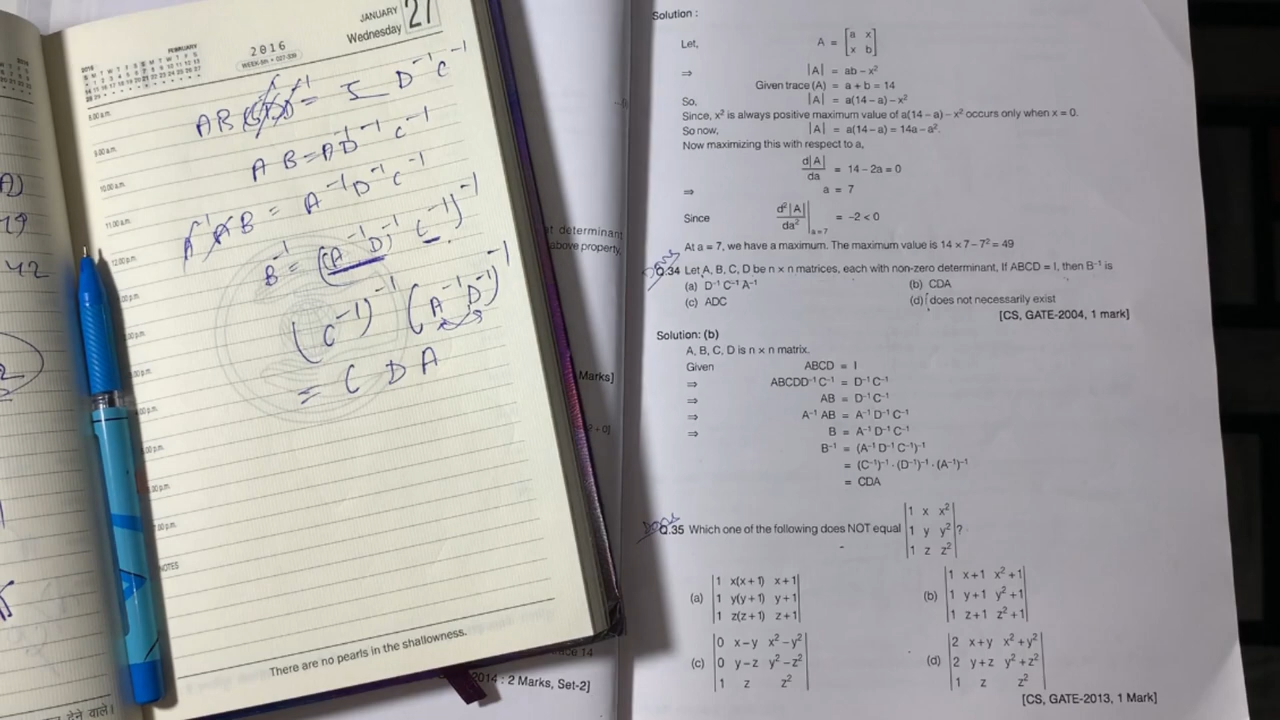 JANUARY
27
Wednesday
FEBRUARY
2016
WEEK-5th • 027-339
AB (CD)(CD)⁻¹ = I D⁻¹ C⁻¹
A B = D⁻¹ C⁻¹
A⁻¹ A B = A⁻¹ D⁻¹ C⁻¹
B⁻¹ = ((A⁻¹ D)⁻¹ C⁻¹)⁻¹
(C⁻¹)⁻¹ (A⁻¹ D⁻¹)⁻¹
= C D A
8.00 a.m.
9.00 a.m.
10.00 a.m.
11.00 a.m.
12.00 p.m.
NOTES
There are no pearls in the shallowness.
A)
19
42
देने वाले।
t determinant
above property,
Marks]
2 + 0]
2014 : 2 Marks, Set-2]
Solution :
Let, A = [a x
x b]
⇒ |A| = ab – x²
Given trace (A) = a + b = 14
So, |A| = a(14 – a) – x²
Since, x² is always positive maximum value of a(14 – a) – x² occurs only when x = 0.
So now, |A| = a(14 – a) = 14a – a².
Now maximizing this with respect to a,
d|A|/da = 14 – 2a = 0
⇒ a = 7
Since d²|A|/da² |ₐ₌₇ = –2 < 0
At a = 7, we have a maximum. The maximum value is 14 × 7 – 7² = 49
Done
Q.34 Let A, B, C, D be n × n matrices, each with non-zero determinant, If ABCD = I, then B⁻¹ is
(a) D⁻¹ C⁻¹ A⁻¹ (b) CDA
(c) ADC (d) does not necessarily exist
[CS, GATE-2004, 1 mark]
Solution: (b)
A, B, C, D is n × n matrix.
Given ABCD = I
⇒ ABCDD⁻¹ C⁻¹ = D⁻¹ C⁻¹
⇒ AB = D⁻¹ C⁻¹
⇒ A⁻¹ AB = A⁻¹ D⁻¹ C⁻¹
⇒ B = A⁻¹ D⁻¹ C⁻¹
B⁻¹ = (A⁻¹ D⁻¹ C⁻¹)⁻¹
= (C⁻¹)⁻¹ · (D⁻¹)⁻¹ · (A⁻¹)⁻¹
= CDA
Done
Q.35 Which one of the following does NOT equal |1 x x²
1 y y²
1 z z²| ?
(a) |1 x(x + 1) x + 1
1 y(y + 1) y + 1
1 z(z + 1) z + 1|
(b) |1 x + 1 x² + 1
1 y + 1 y² + 1
1 z + 1 z² + 1|
(c) |0 x – y x² – y²
0 y – z y² – z²
1 z z²|
(d) |2 x + y x² + y²
2 y + z y² + z²
1 z z²|
[CS, GATE-2013, 1 Mark]